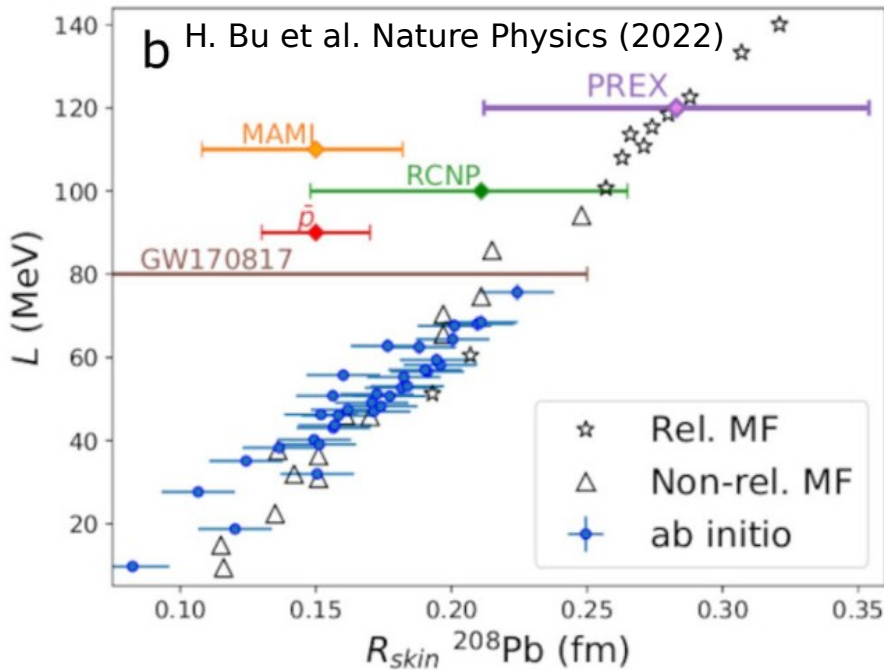 b H. Bu et al. Nature Physics (2022)
140
120
100
80
60
40
20
L (MeV)
PREX
MAMI
RCNP
p̄
GW170817
Rel. MF
Non-rel. MF
ab initio
0.10 0.15 0.20 0.25 0.30 0.35
R_skin ²⁰⁸Pb (fm)